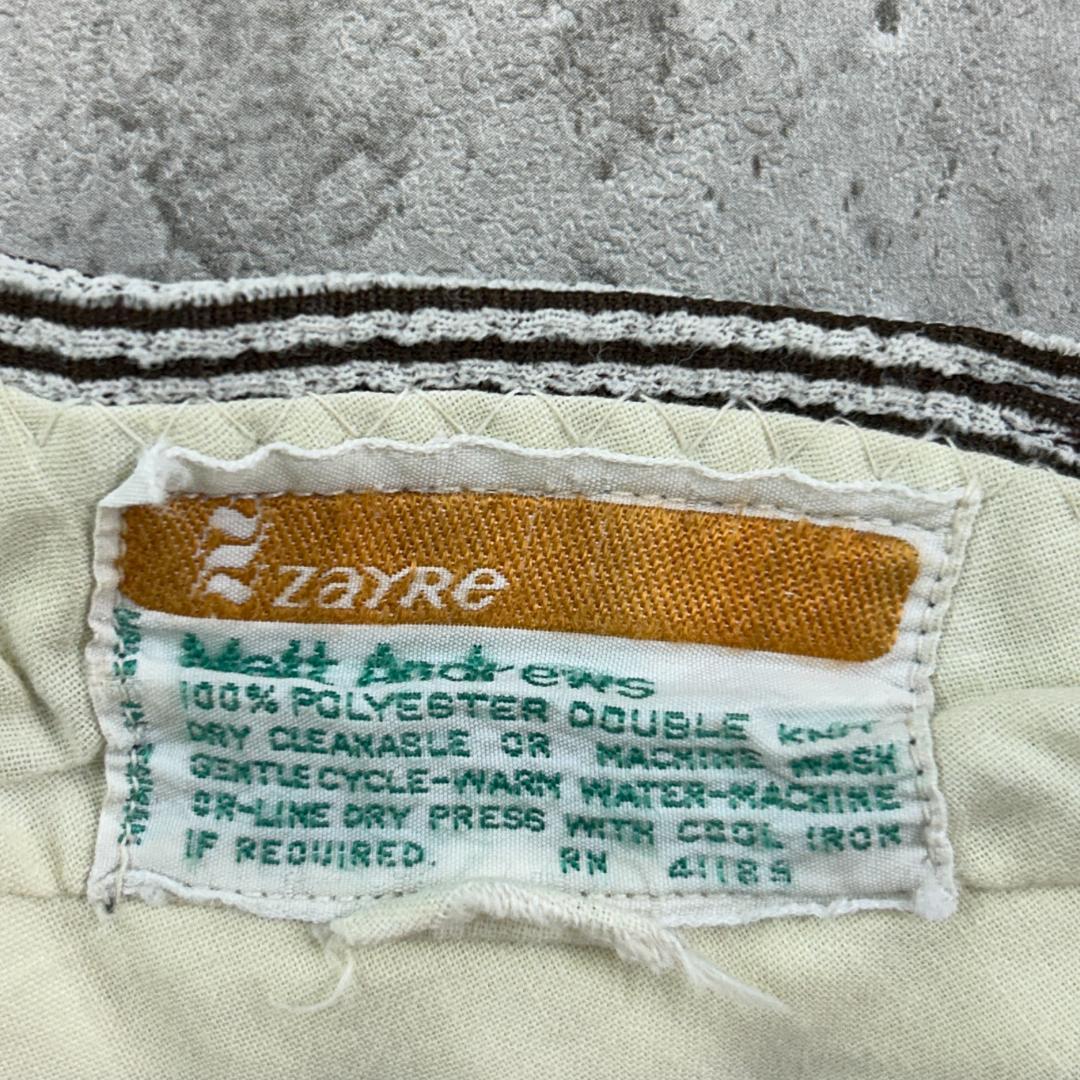 Z zayre
Matt Andrews
100% POLYESTER DOUBLE KNIT
DRY CLEANABLE OR MACHINE WASH
GENTLE CYCLE-WARM WATER-MACHINE
OR-LINE DRY PRESS WITH COOL IRON
IF REQUIRED. RN 41185